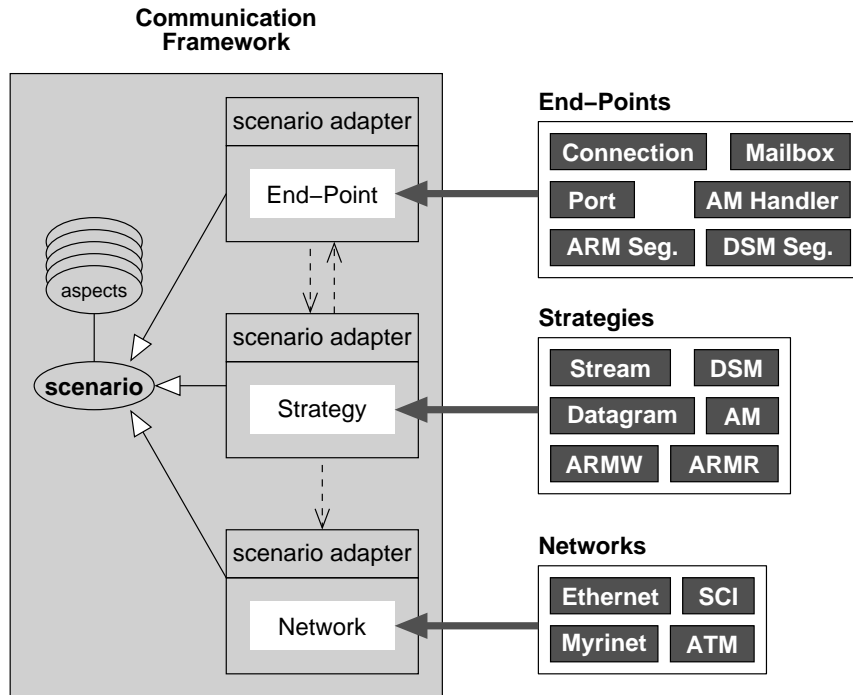 Communication
Framework
scenario adapter
End–Point
aspects
scenario
scenario adapter
Strategy
scenario adapter
Network
End–Points
Connection Mailbox
Port AM Handler
ARM Seg. DSM Seg.
Strategies
Stream DSM
Datagram AM
ARMW ARMR
Networks
Ethernet SCI
Myrinet ATM